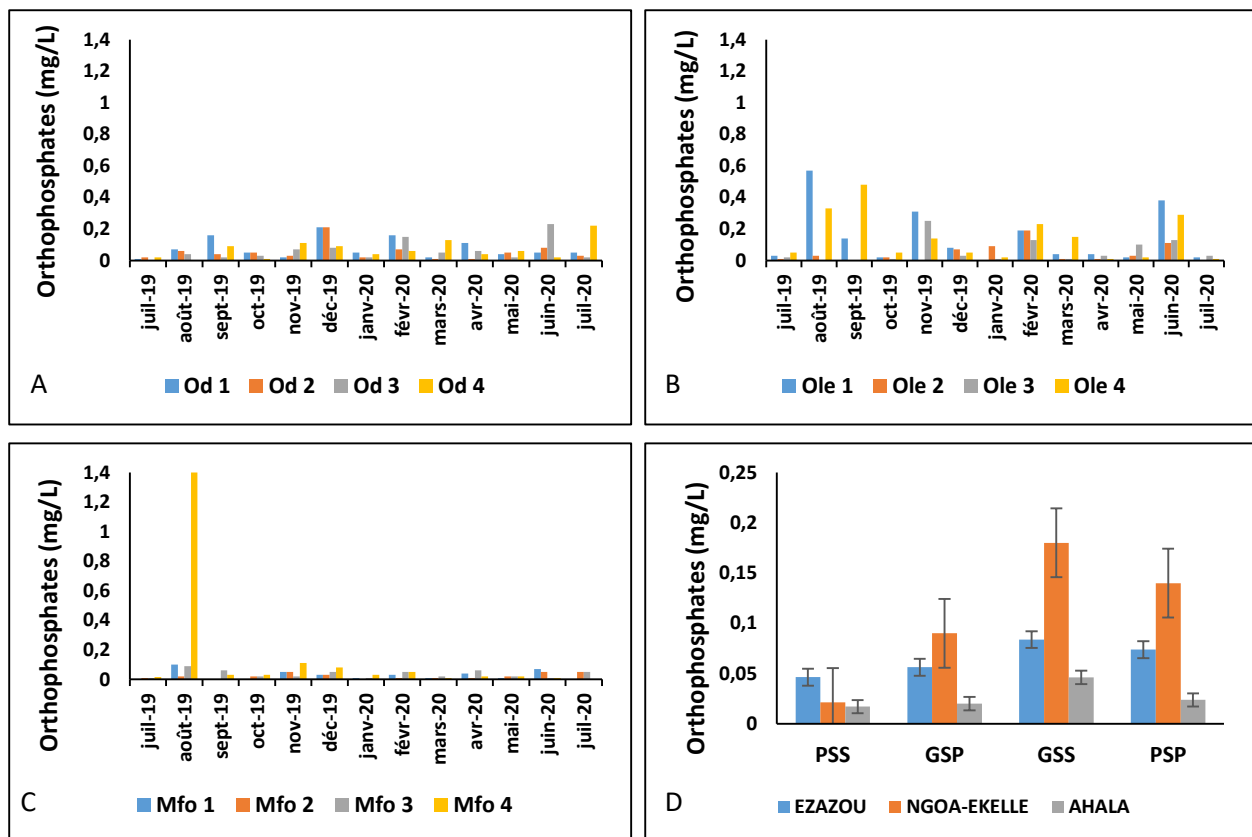 Orthophosphates (mg/L)
1,4
1,2
1
0,8
0,6
0,4
0,2
0
juil-19
août-19
sept-19
oct-19
nov-19
déc-19
janv-20
févr-20
mars-20
avr-20
mai-20
juin-20
juil-20
Od 1 Od 2 Od 3 Od 4
A
Orthophosphates (mg/L)
1,4
1,2
1
0,8
0,6
0,4
0,2
0
juil-19
août-19
sept-19
oct-19
nov-19
déc-19
janv-20
févr-20
mars-20
avr-20
mai-20
juin-20
juil-20
Ole 1 Ole 2 Ole 3 Ole 4
B
Orthophosphates (mg/L)
1,4
1,2
1
0,8
0,6
0,4
0,2
0
juil-19
août-19
sept-19
oct-19
nov-19
déc-19
janv-20
févr-20
mars-20
avr-20
mai-20
juin-20
juil-20
Mfo 1 Mfo 2 Mfo 3 Mfo 4
C
Orthophosphates (mg/L)
0,25
0,2
0,15
0,1
0,05
0
PSS GSP GSS PSP
EZAZOU NGOA-EKELLE AHALA
D